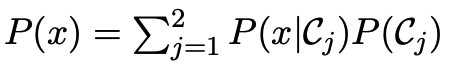 P(x) = ∑_{j=1}^{2} P(x|𝒞_j)P(𝒞_j)